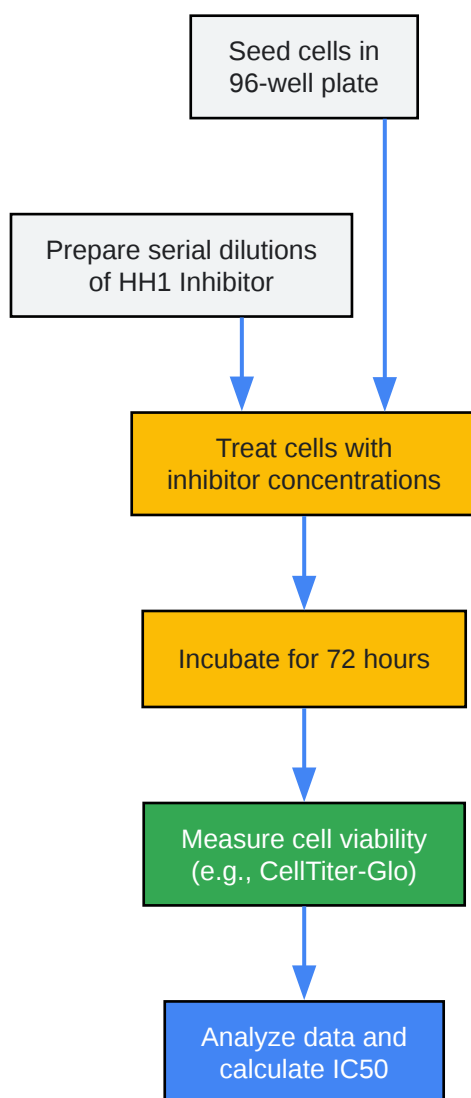 Seed cells in
96-well plate
Prepare serial dilutions
of HH1 Inhibitor
Treat cells with
inhibitor concentrations
Incubate for 72 hours
Measure cell viability
(e.g., CellTiter-Glo)
Analyze data and
calculate IC50